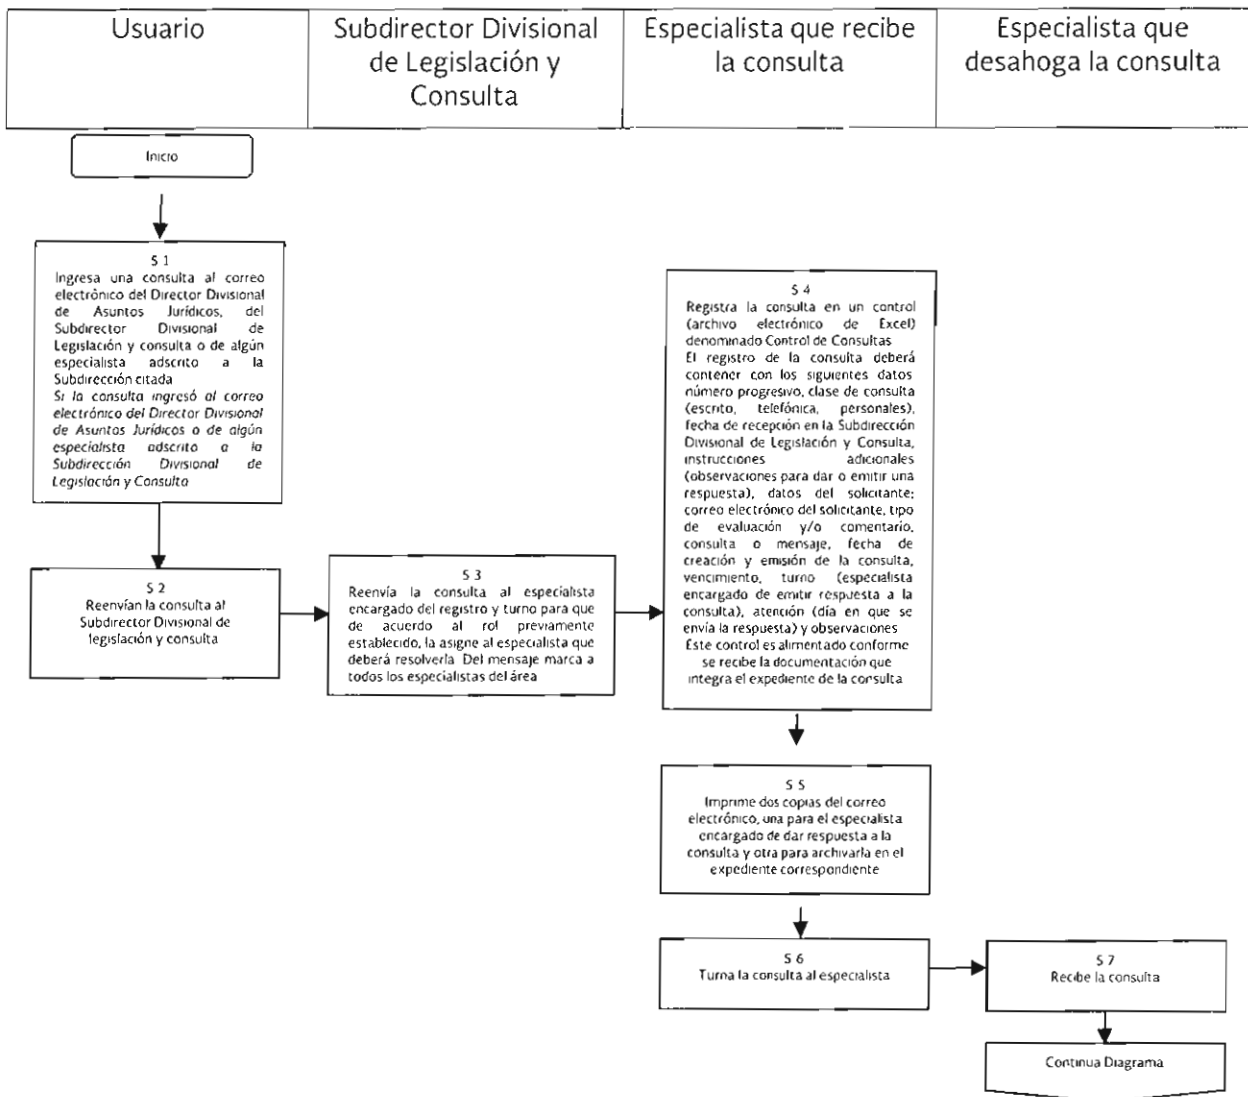 Usuario
Subdirector Divisional
de Legislación y
Consulta
Especialista que recibe
la consulta
Especialista que
desahoga la consulta
Inicio
5 1
Ingresa una consulta al correo
electrónico del Director Divisional
de Asuntos Jurídicos, del
Subdirector Divisional de
Legislación y consulta o de algún
especialista adscrito a la
Subdirección citada
Si la consulta ingresó al correo
electrónico del Director Divisional
de Asuntos Jurídicos o de algún
especialista adscrito a la
Subdirección Divisional de
Legislación y Consulta
5 2
Reenvían la consulta al
Subdirector Divisional de
legislación y consulta
5 3
Reenvía la consulta al especialista
encargado del registro y turno para que
de acuerdo al rol previamente
establecido, la asigne al especialista que
deberá resolverla Del mensaje marca a
todos los especialistas del área
5 4
Registra la consulta en un control
(archivo electrónico de Excel)
denominado Control de Consultas
El registro de la consulta deberá
contener con los siguientes datos
número progresivo, clase de consulta
(escrito, telefónica, personales),
fecha de recepción en la Subdirección
Divisional de Legislación y Consulta,
instrucciones adicionales
(observaciones para dar o emitir una
respuesta), datos del solicitante;
correo electrónico del solicitante, tipo
de evaluación y/o comentario,
consulta o mensaje, fecha de
creación y emisión de la consulta,
vencimiento, turno (especialista
encargado de emitir respuesta a la
consulta), atención (día en que se
envía la respuesta) y observaciones
Este control es alimentado conforme
se recibe la documentación que
integra el expediente de la consulta
5 5
Imprime dos copias del correo
electrónico, una para el especialista
encargado de dar respuesta a la
consulta y otra para archivarla en el
expediente correspondiente
5 6
Turna la consulta al especialista
5 7
Recibe la consulta
Continua Diagrama